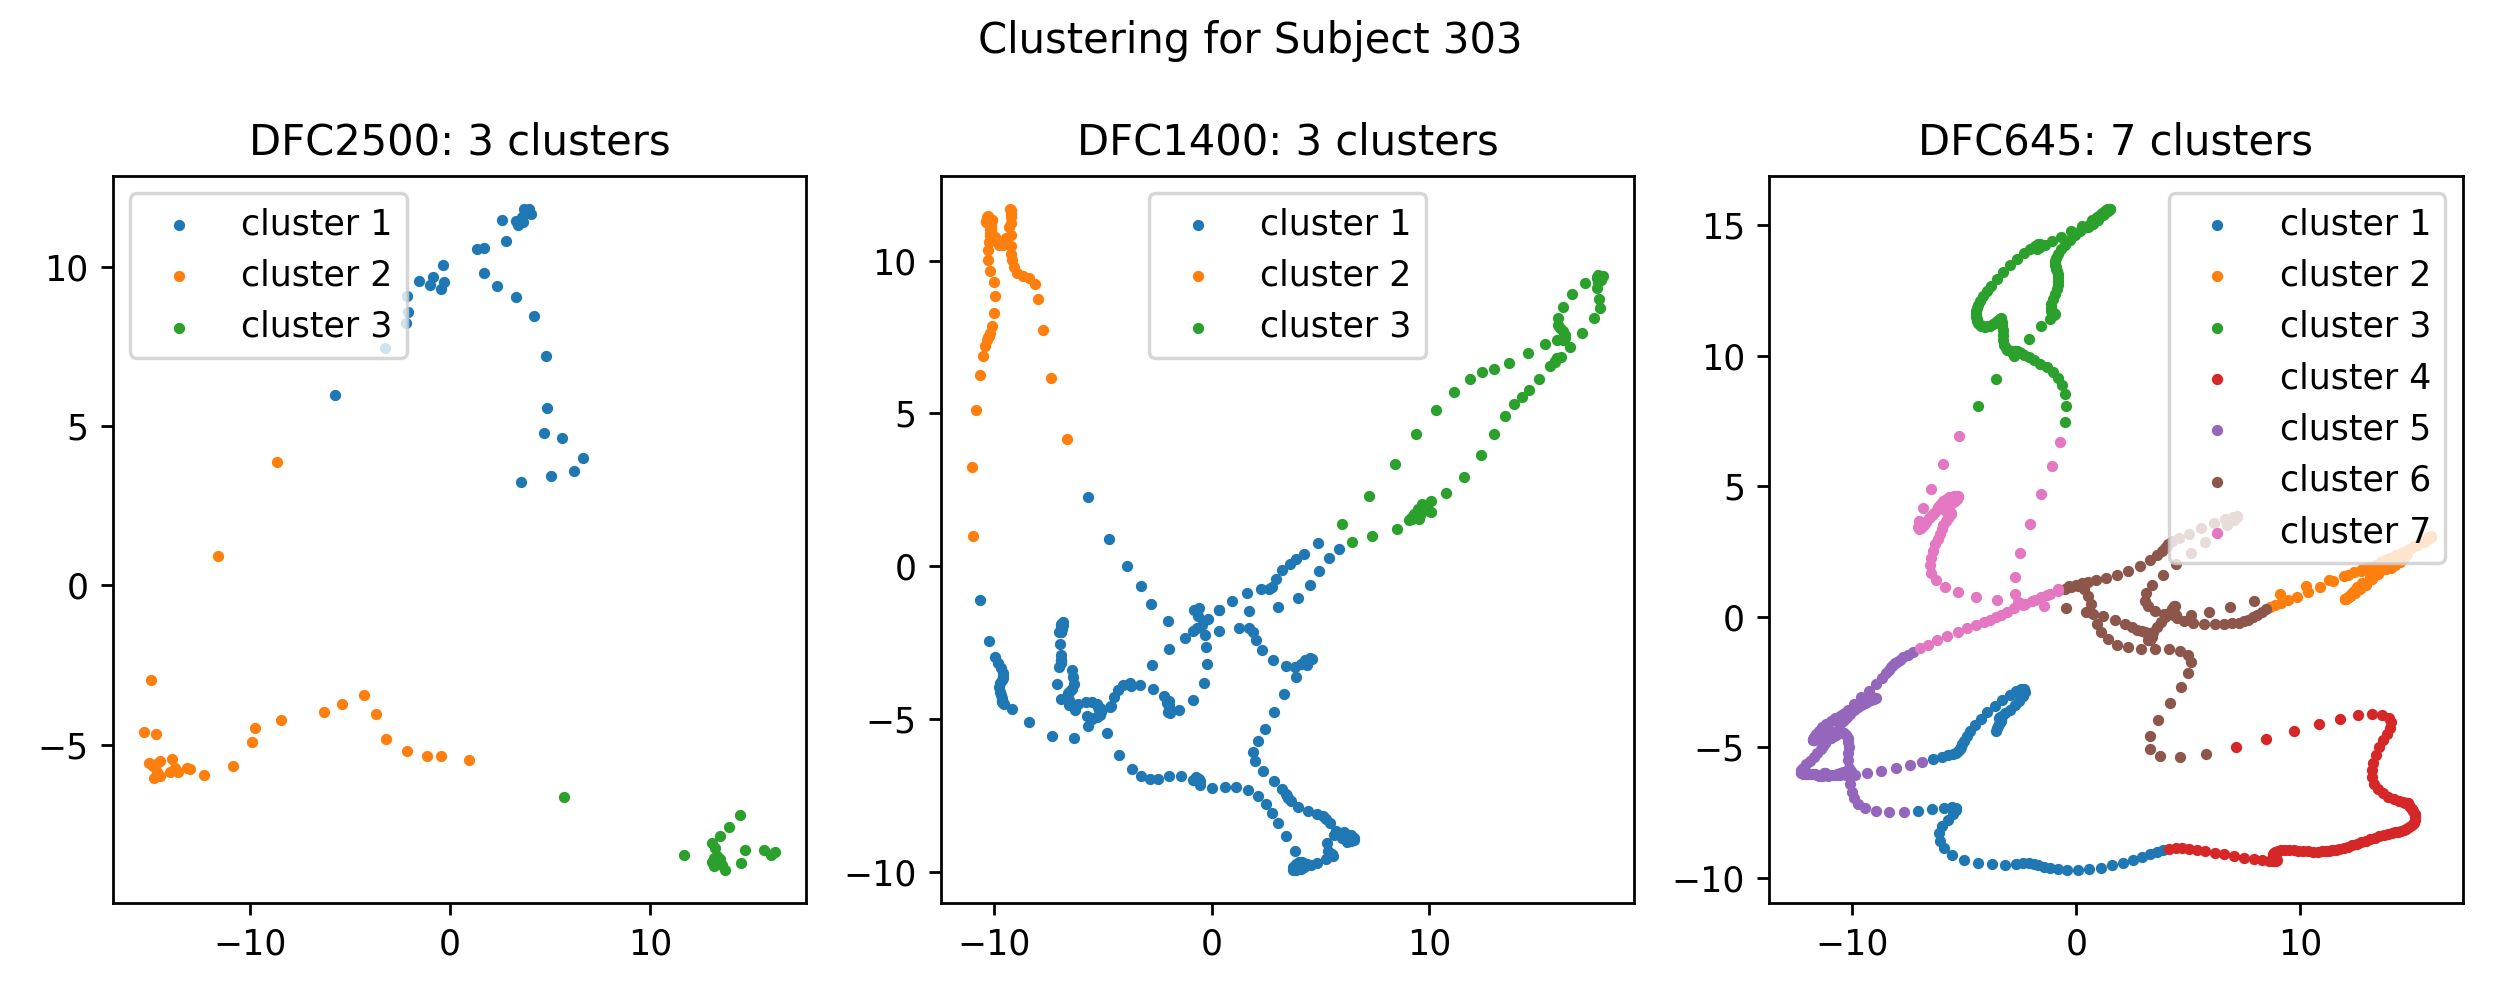 Clustering for Subject 303
DFC2500: 3 clusters
cluster 1
cluster 2
cluster 3
10
5
0
−5
−10
0
10
DFC1400: 3 clusters
cluster 1
cluster 2
cluster 3
10
5
0
−5
−10
−10
0
10
DFC645: 7 clusters
cluster 1
cluster 2
cluster 3
cluster 4
cluster 5
cluster 6
cluster 7
15
10
5
0
−5
−10
−10
0
10